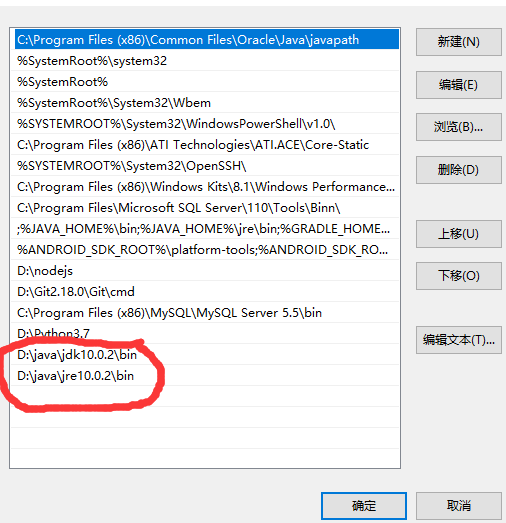 C:\Program Files (x86)\Common Files\Oracle\Java\javapath
%SystemRoot%\system32
%SystemRoot%
%SystemRoot%\System32\Wbem
%SYSTEMROOT%\System32\WindowsPowerShell\v1.0\
C:\Program Files (x86)\ATI Technologies\ATI.ACE\Core-Static
%SYSTEMROOT%\System32\OpenSSH\
C:\Program Files (x86)\Windows Kits\8.1\Windows Performance...
C:\Program Files\Microsoft SQL Server\110\Tools\Binn\
;%JAVA_HOME%\bin;%JAVA_HOME%\jre\bin;%GRADLE_HOME...
%ANDROID_SDK_ROOT%\platform-tools;%ANDROID_SDK_RO...
D:\nodejs
D:\Git2.18.0\Git\cmd
C:\Program Files (x86)\MySQL\MySQL Server 5.5\bin
D:\Python3.7
D:\java\jdk10.0.2\bin
D:\java\jre10.0.2\bin
新建(N)
编辑(E)
浏览(B)...
删除(D)
上移(U)
下移(O)
编辑文本(T)...
确定
取消